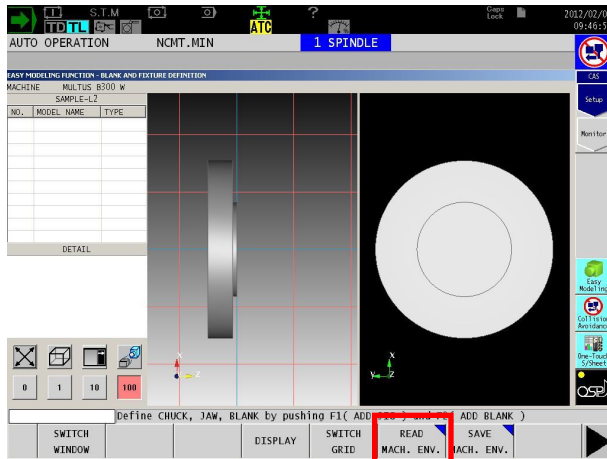 S.T.M
?
Caps
Lock
2012/02/0
TD TL
ATC
09:46:5
AUTO OPERATION NCMT.MIN 1 SPINDLE
EASY MODELING FUNCTION - BLANK AND FIXTURE DEFINITION
MACHINE MULTUS B300 W
SAMPLE-L2
NO. MODEL NAME TYPE
DETAIL
CAS
Setup
Monitor
Easy
Modeling
Collision
Avoidanc
One-Touc
S/Sheet
OSP
X
Z
X
y Z
0 1 10 100
Define CHUCK, JAW, BLANK by pushing F1( ADD ) and F2( ADD BLANK )
SWITCH
WINDOW
DISPLAY
SWITCH
GRID
READ
MACH. ENV.
SAVE
MACH. ENV.